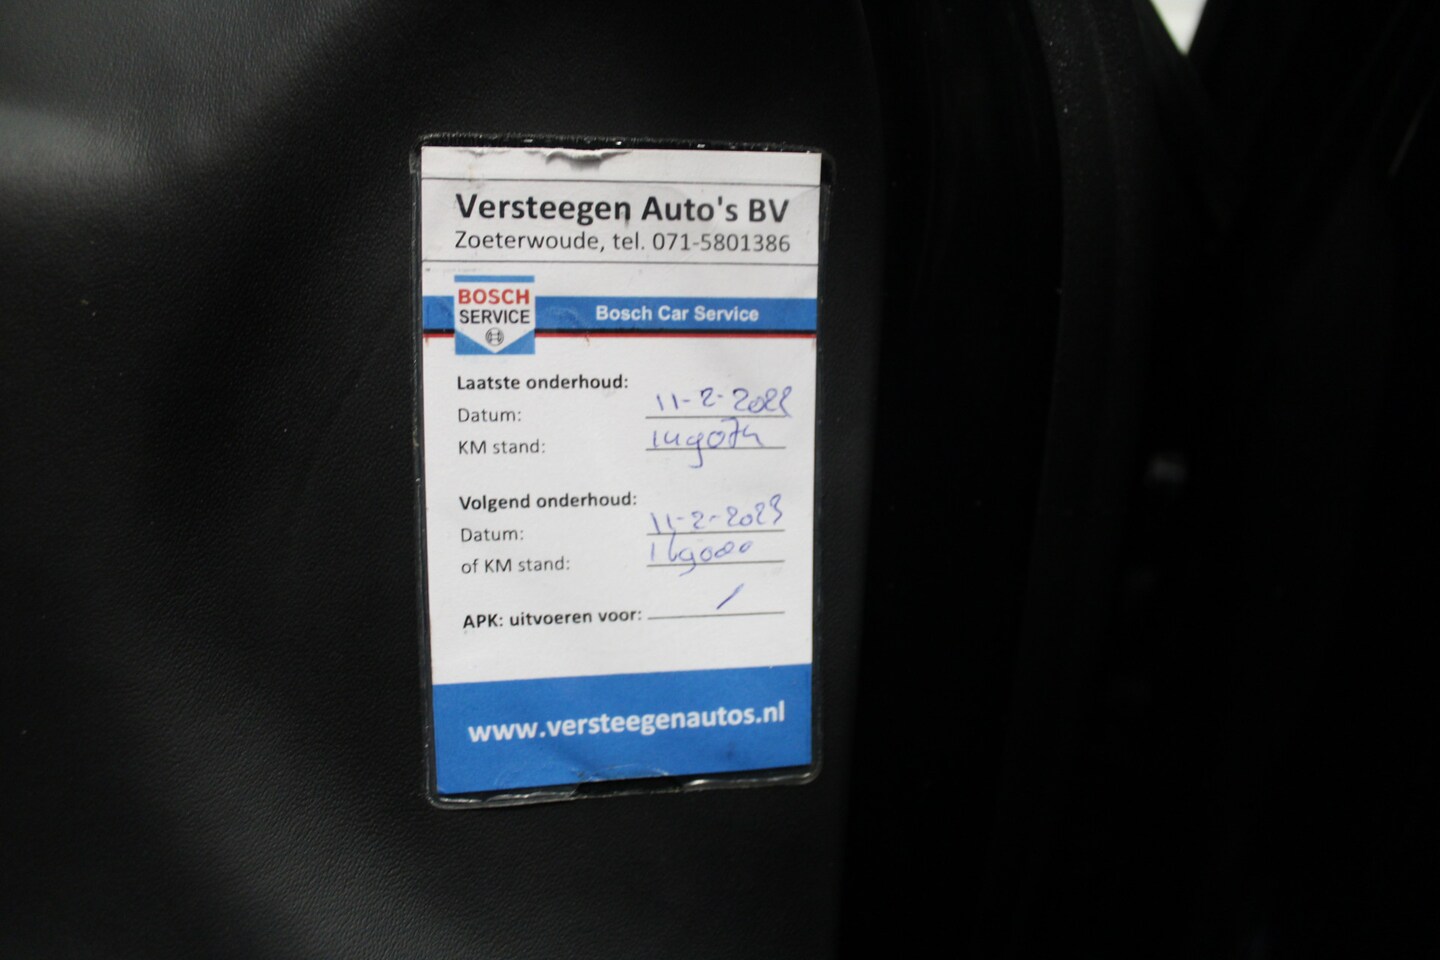 Versteegen Auto's BV
Zoeterwoude, tel. 071-5801386
BOSCH
SERVICE
Bosch Car Service
Laatste onderhoud:
Datum: 11-2-2022
KM stand: 149074
Volgend onderhoud:
Datum: 11-2-2023
of KM stand: 169000
APK: uitvoeren voor: /
www.versteegenautos.nl